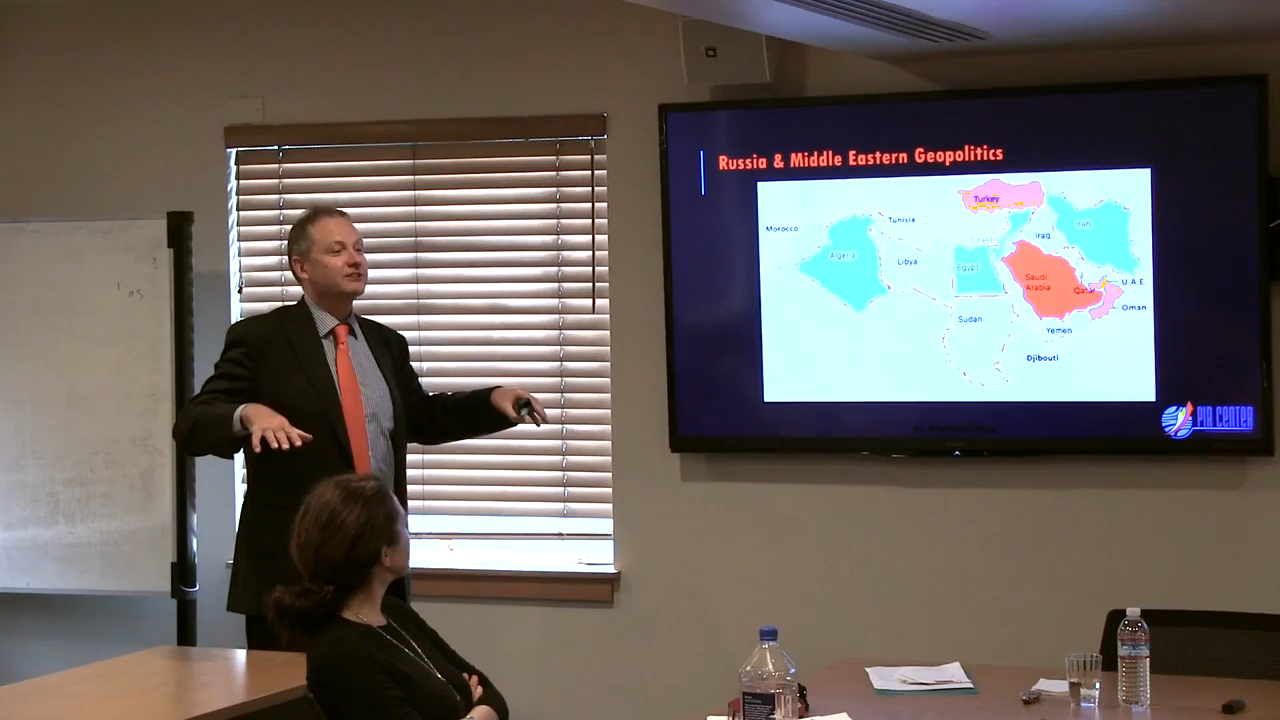 Russia & Middle Eastern Geopolitics
Turkey
Tunisia
Morocco
Iran
Iraq
Algeria
Libya
Egypt
Saudi
Arabia
Qatar
U.A.E.
Oman
Sudan
Yemen
Djibouti
PIR CENTER